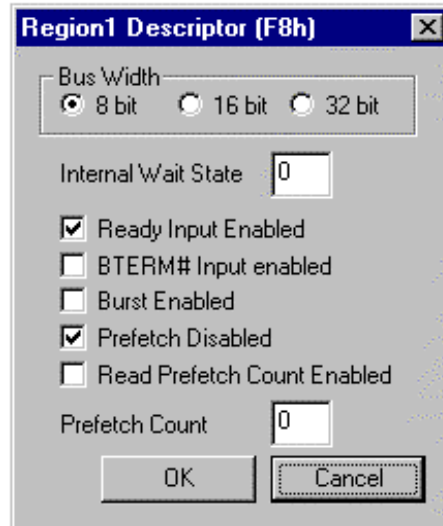 Region1 Descriptor (F8h)
Bus Width
8 bit 16 bit 32 bit
Internal Wait State 0
Ready Input Enabled
BTERM# Input enabled
Burst Enabled
Prefetch Disabled
Read Prefetch Count Enabled
Prefetch Count 0
OK Cancel